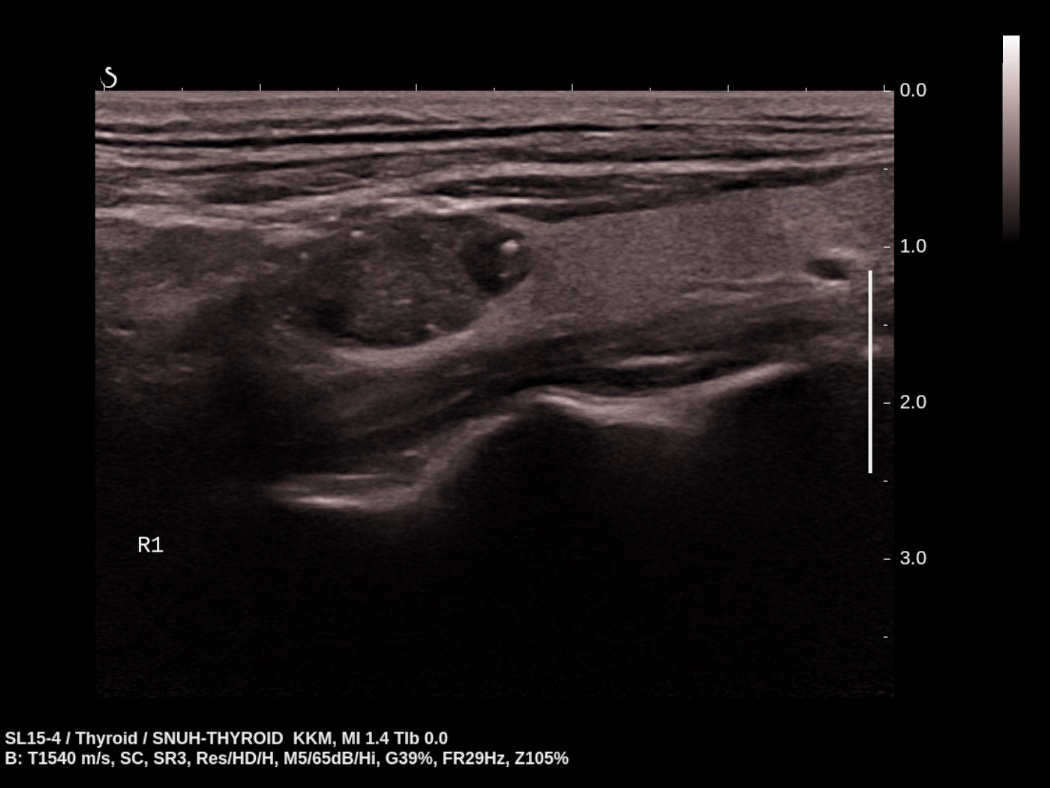 0.0
1.0
2.0
3.0
R1
SL15-4 / Thyroid / SNUH-THYROID KKM, MI 1.4 TIb 0.0
B: T1540 m/s, SC, SR3, Res/HD/H, M5/65dB/Hi, G39%, FR29Hz, Z105%